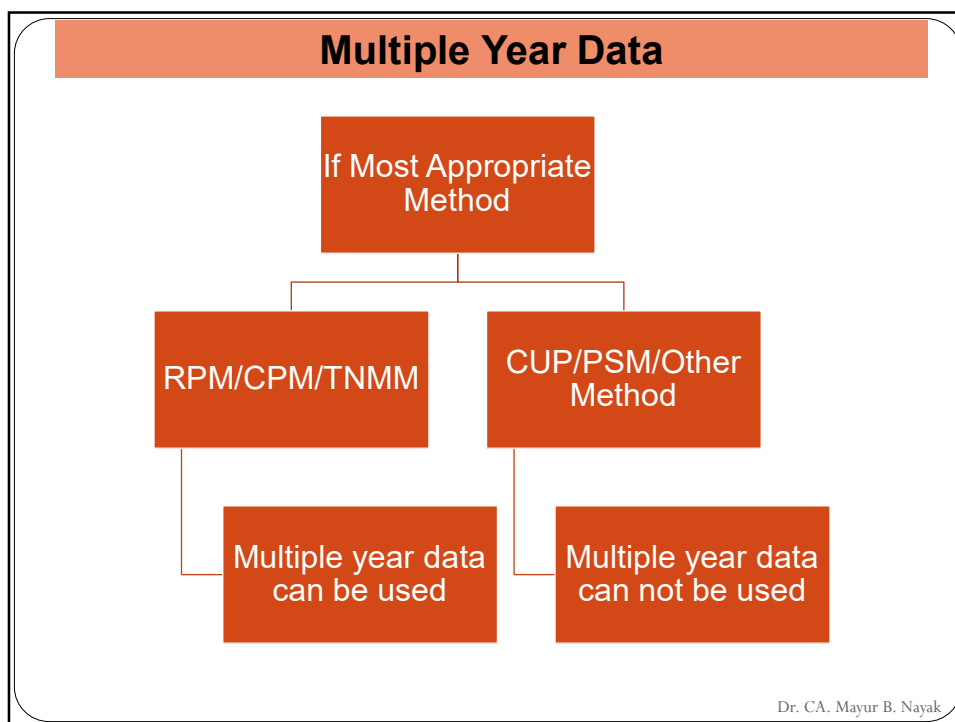 Multiple Year Data
If Most Appropriate
Method
RPM/CPM/TNMM
CUP/PSM/Other
Method
Multiple year data
can be used
Multiple year data
can not be used
Dr. CA. Mayur B. Nayak